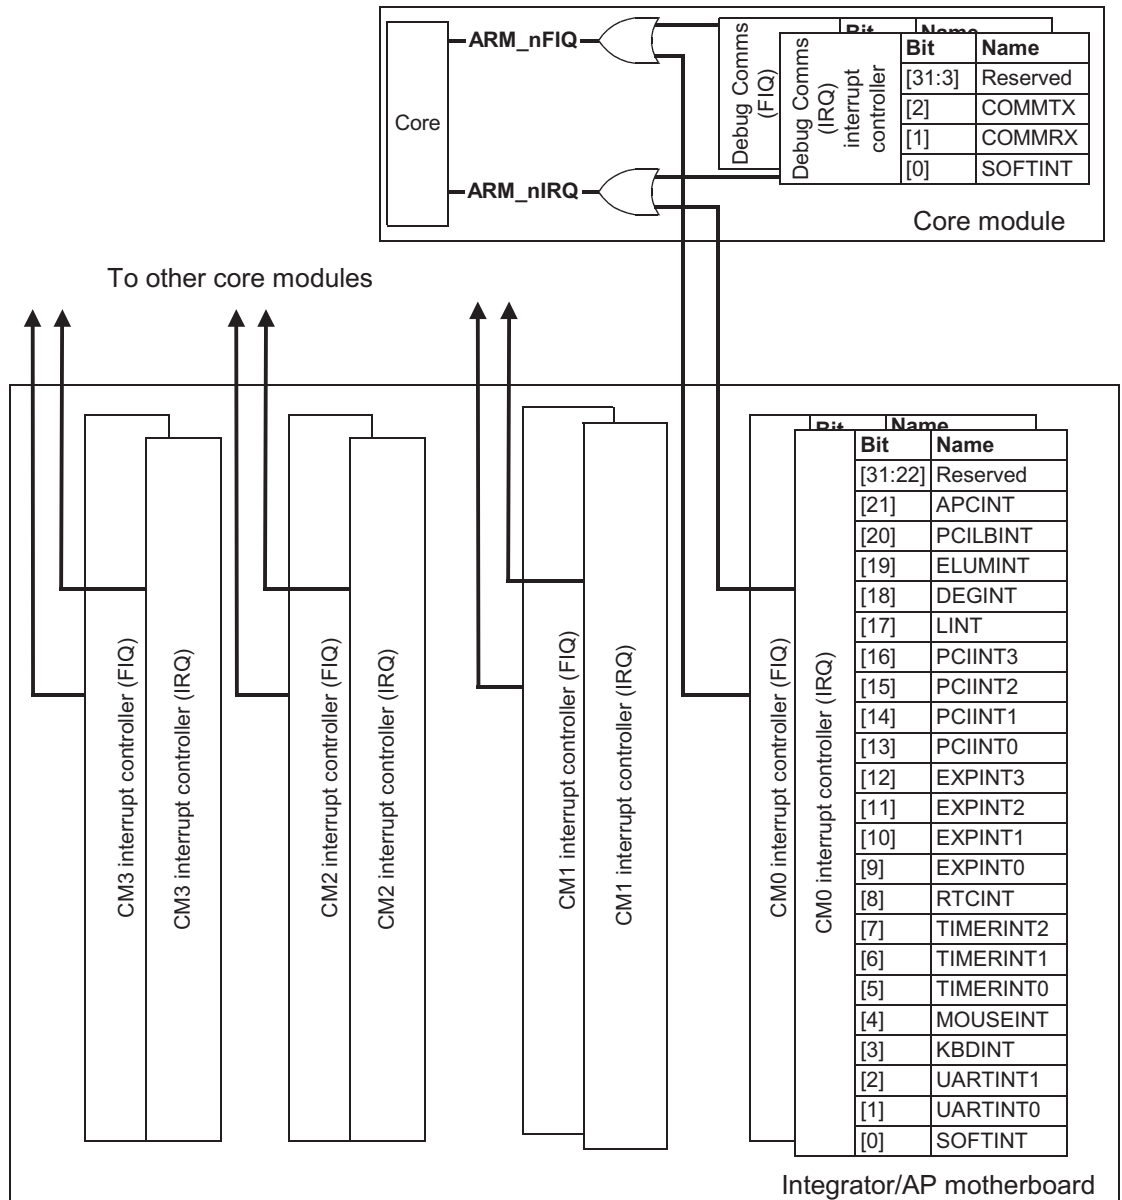 ARM_nFIQ
Core
ARM_nIRQ
Debug Comms
(FIQ)
Debug Comms
(IRQ)
interrupt
controller
Bit Name
Bit Name
[31:3] Reserved
[2] COMMTX
[1] COMMRX
[0] SOFTINT
Core module
To other core modules
CM3 interrupt controller (FIQ)
CM3 interrupt controller (IRQ)
CM2 interrupt controller (FIQ)
CM2 interrupt controller (IRQ)
CM1 interrupt controller (FIQ)
CM1 interrupt controller (IRQ)
CM0 interrupt controller (FIQ)
CM0 interrupt controller (IRQ)
Bit Name
Bit Name
[31:22] Reserved
[21] APCINT
[20] PCILBINT
[19] ELUMINT
[18] DEGINT
[17] LINT
[16] PCIINT3
[15] PCIINT2
[14] PCIINT1
[13] PCIINT0
[12] EXPINT3
[11] EXPINT2
[10] EXPINT1
[9] EXPINT0
[8] RTCINT
[7] TIMERINT2
[6] TIMERINT1
[5] TIMERINT0
[4] MOUSEINT
[3] KBDINT
[2] UARTINT1
[1] UARTINT0
[0] SOFTINT
Integrator/AP motherboard